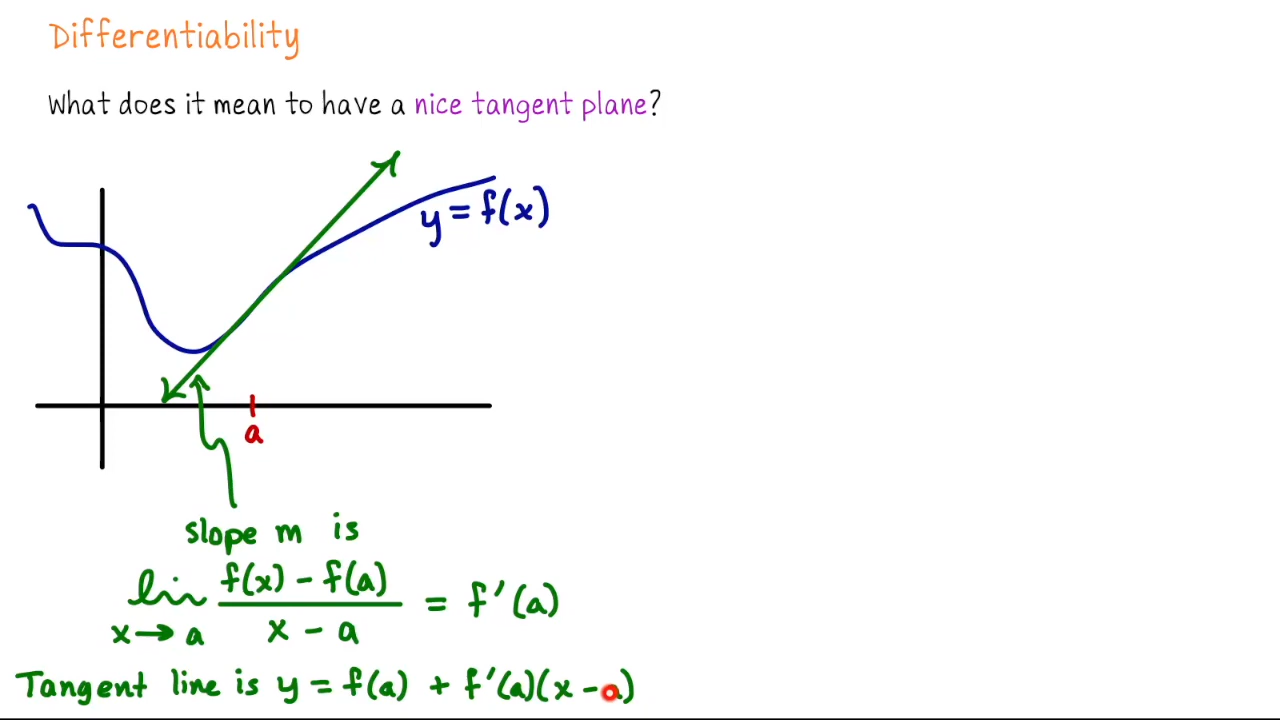 Differentiability
What does it mean to have a nice tangent plane?
y = f(x)
a
slope m is
lim f(x) - f(a) = f'(a)
x → a x - a
Tangent line is y = f(a) + f'(a)(x - a)